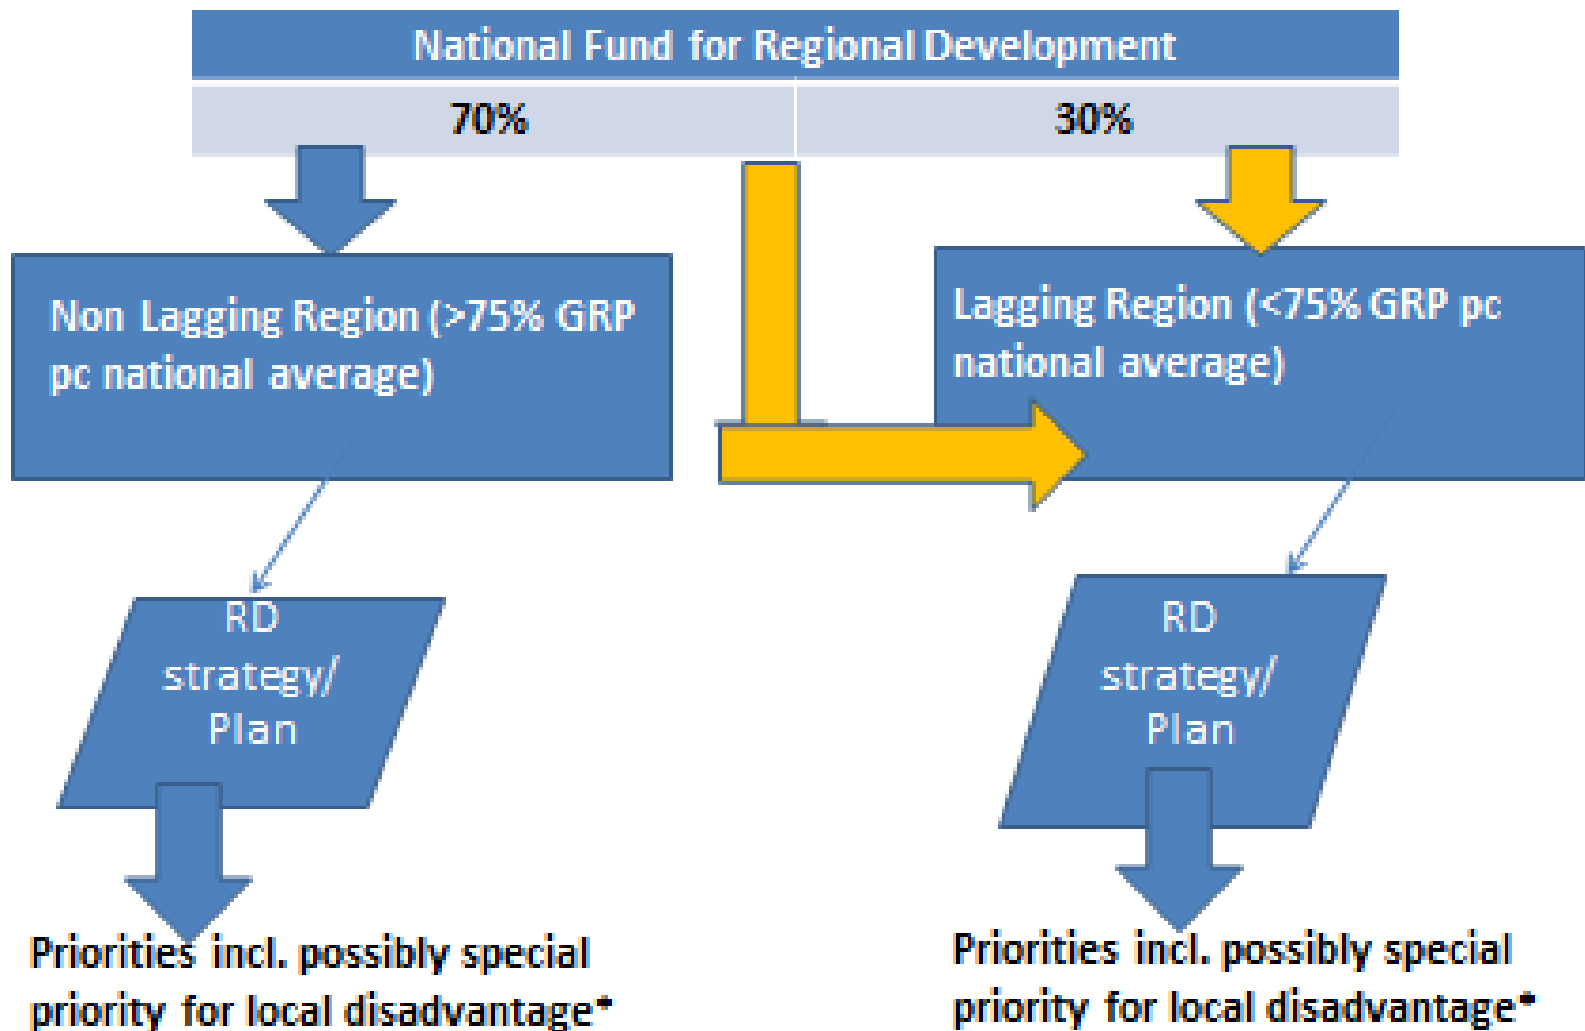 National Fund for Regional Development
70%
30%
Non Lagging Region (>75% GRP
pc national average)
Lagging Region (<75% GRP pc
national average)
RD
strategy/
Plan
RD
strategy/
Plan
Priorities incl. possibly special
priority for local disadvantage*
Priorities incl. possibly special
priority for local disadvantage*